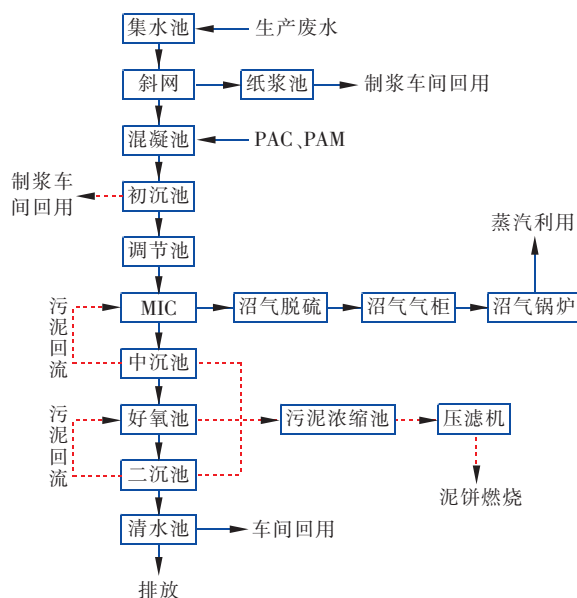 集水池
生产废水
斜网
纸浆池
制浆车间回用
混凝池
PAC、PAM
制浆车
间回用
初沉池
调节池
蒸汽利用
污泥回流
MIC
沼气脱硫
沼气气柜
沼气锅炉
中沉池
污泥回流
好氧池
污泥浓缩池
压滤机
二沉池
泥饼燃烧
清水池
车间回用
排放